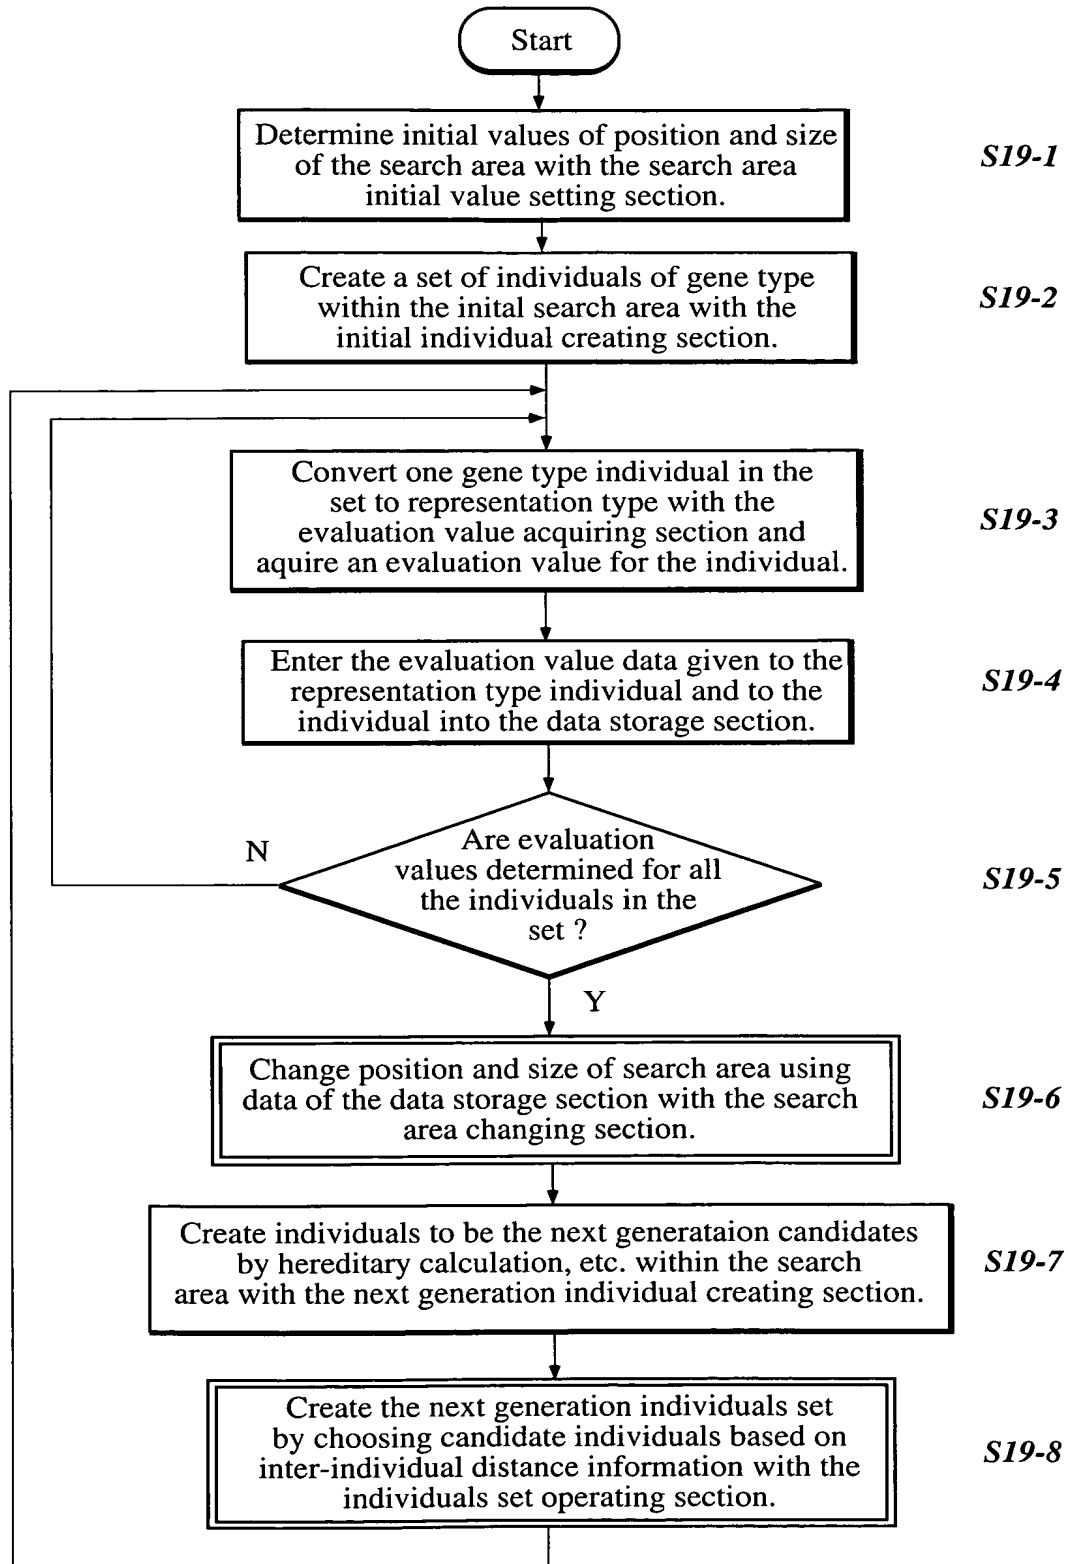 Start
Determine initial values of position and size
of the search area with the search area
initial value setting section.
S19-1
Create a set of individuals of gene type
within the inital search area with the
initial individual creating section.
S19-2
Convert one gene type individual in the
set to representation type with the
evaluation value acquiring section and
aquire an evaluation value for the individual.
S19-3
Enter the evaluation value data given to the
representation type individual and to the
individual into the data storage section.
S19-4
N
Are evaluation
values determined for all
the individuals in the
set ?
S19-5
Y
Change position and size of search area using
data of the data storage section with the search
area changing section.
S19-6
Create individuals to be the next generataion candidates
by hereditary calculation, etc. within the search
area with the next generation individual creating section.
S19-7
Create the next generation individuals set
by choosing candidate individuals based on
inter-individual distance information with the
individuals set operating section.
S19-8